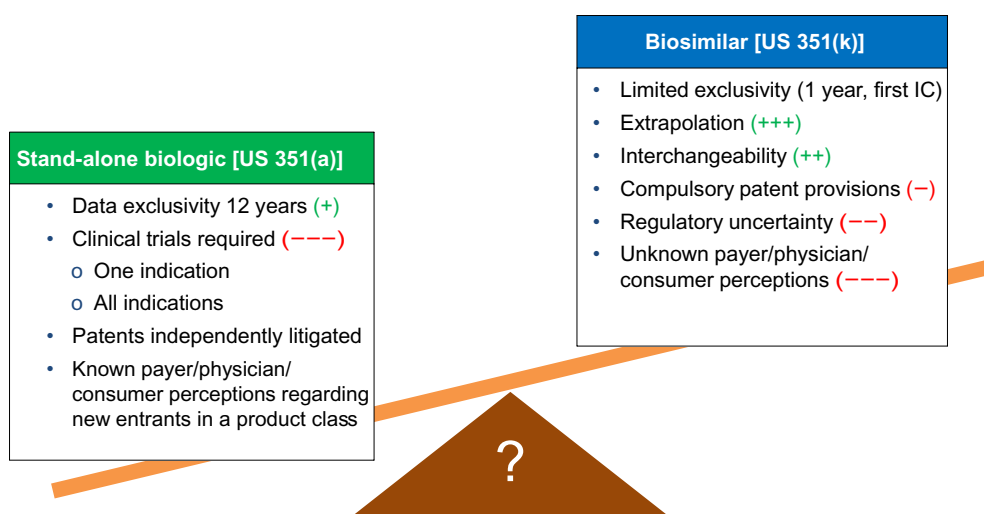 Stand-alone biologic [US 351(a)]
• Data exclusivity 12 years (+)
• Clinical trials required (−−−)
o One indication
o All indications
• Patents independently litigated
• Known payer/physician/
consumer perceptions regarding
new entrants in a product class
Biosimilar [US 351(k)]
• Limited exclusivity (1 year, first IC)
• Extrapolation (+++)
• Interchangeability (++)
• Compulsory patent provisions (−)
• Regulatory uncertainty (−−)
• Unknown payer/physician/
consumer perceptions (−−−)
?